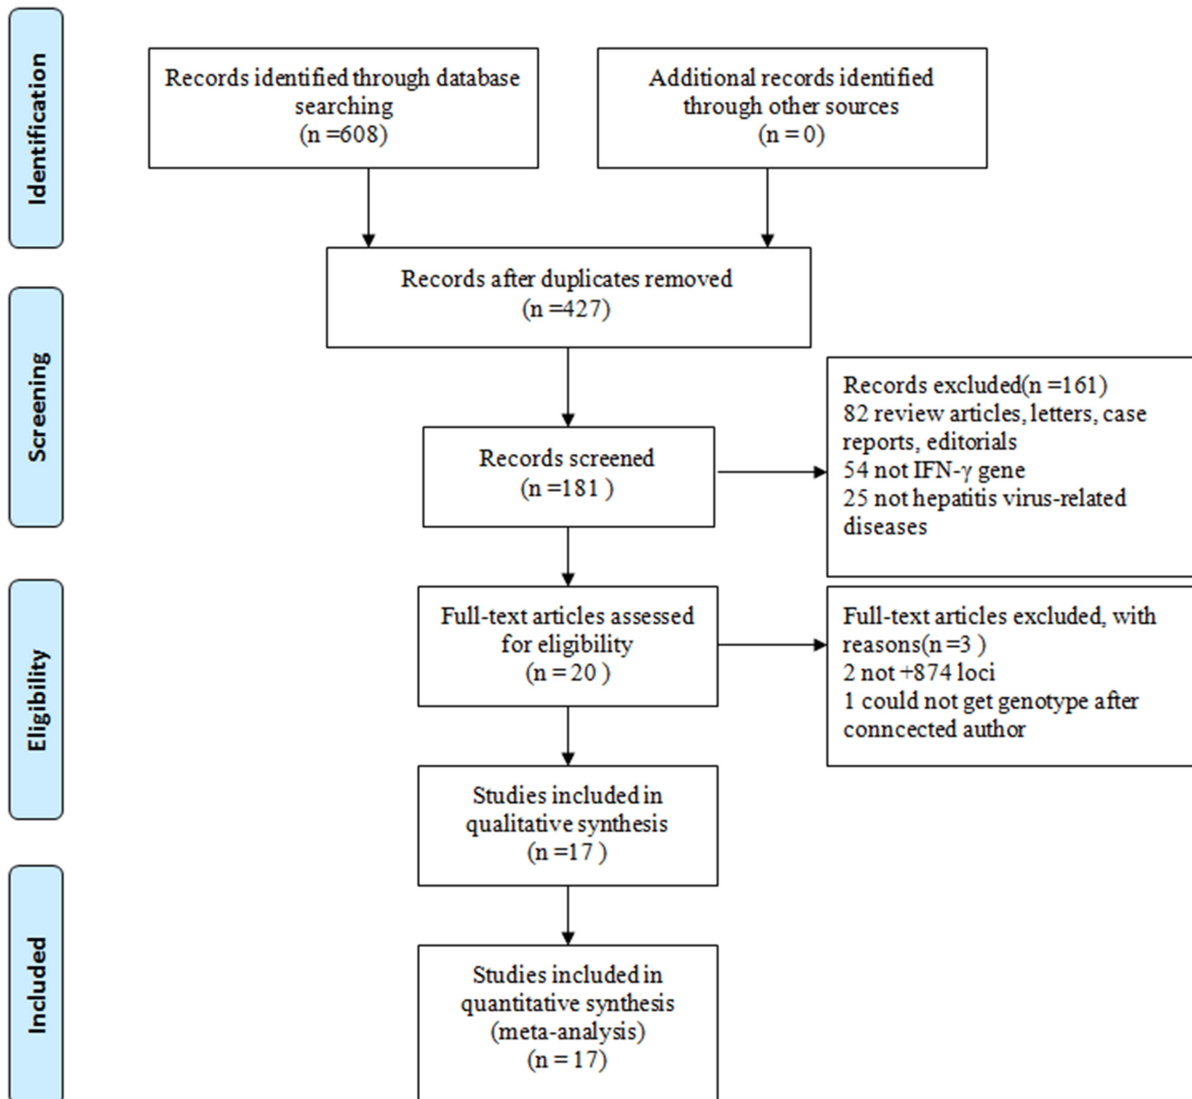 Identification
Records identified through database
searching
(n =608)
Additional records identified
through other sources
(n = 0)
Records after duplicates removed
(n =427)
Screening
Records screened
(n =181 )
Records excluded(n =161)
82 review articles, letters, case
reports, editorials
54 not IFN-γ gene
25 not hepatitis virus-related
diseases
Eligibility
Full-text articles assessed
for eligibility
(n = 20 )
Full-text articles excluded, with
reasons(n =3 )
2 not +874 loci
1 could not get genotype after
conncected author
Studies included in
qualitative synthesis
(n =17 )
Included
Studies included in
quantitative synthesis
(meta-analysis)
(n = 17)